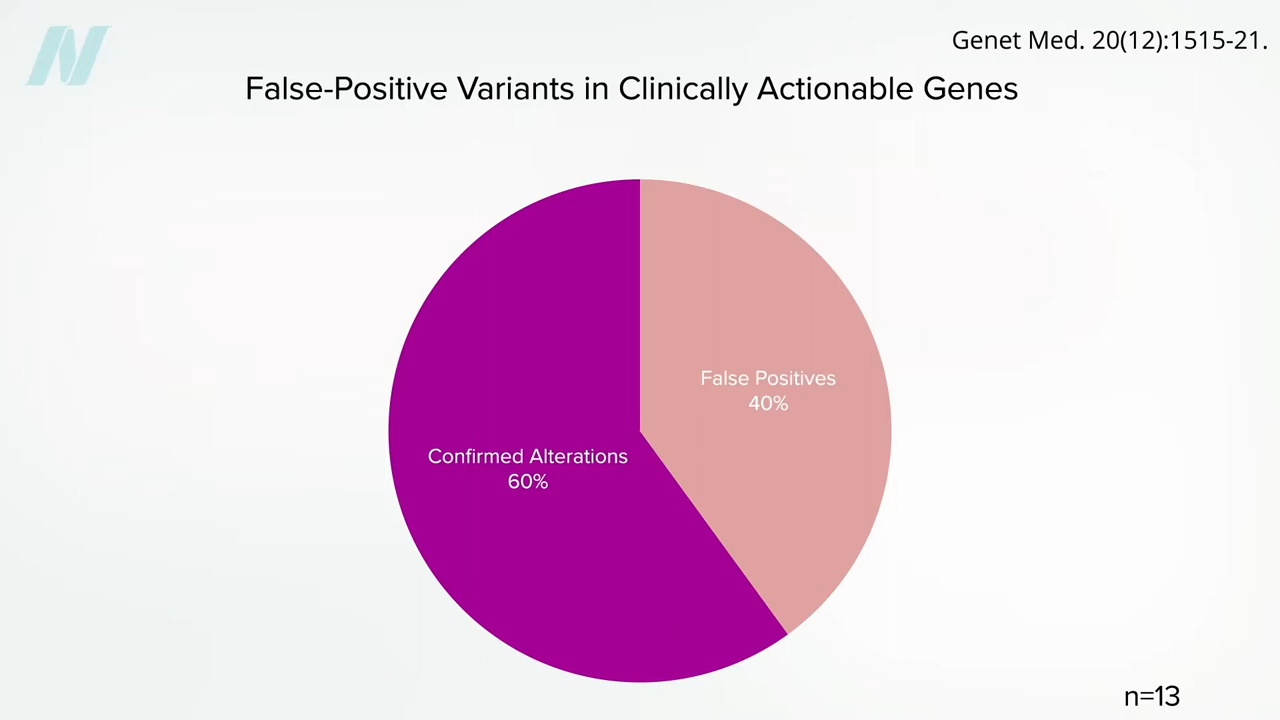 Genet Med. 20(12):1515-21.
False-Positive Variants in Clinically Actionable Genes
False Positives
40%
Confirmed Alterations
60%
n=13